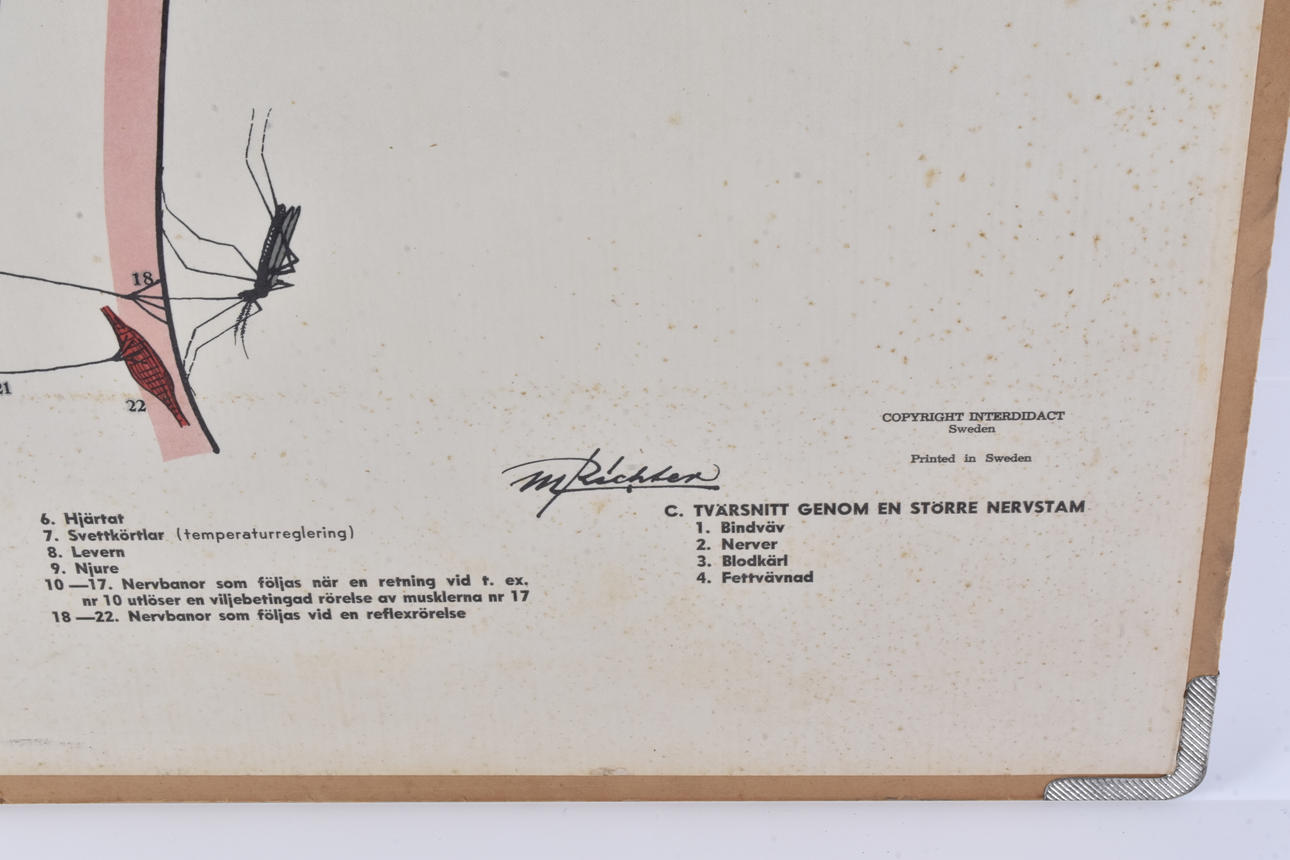 18
21
22
COPYRIGHT INTERDIDACT
Sweden
Printed in Sweden
M Richter
6. Hjärtat
7. Svettkörtlar (temperaturreglering)
8. Levern
9. Njure
10—17. Nervbanor som följas när en retning vid t. ex.
nr 10 utlöser en viljebetingad rörelse av musklerna nr 17
18—22. Nervbanor som följas vid en reflexrörelse
C. TVÄRSNITT GENOM EN STÖRRE NERVSTAM
1. Bindväv
2. Nerver
3. Blodkärl
4. Fettvävnad